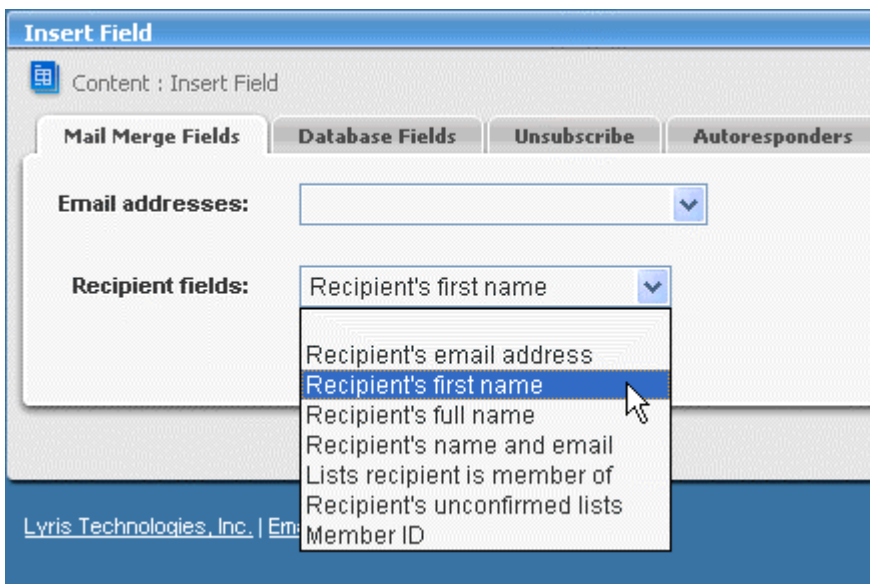 Insert Field
Content : Insert Field
Mail Merge Fields Database Fields Unsubscribe Autoresponders
Email addresses:
Recipient fields: Recipient's first name
Recipient's email address
Recipient's first name
Recipient's full name
Recipient's name and email
Lists recipient is member of
Recipient's unconfirmed lists
Member ID
Lyris Technologies, Inc. | Em